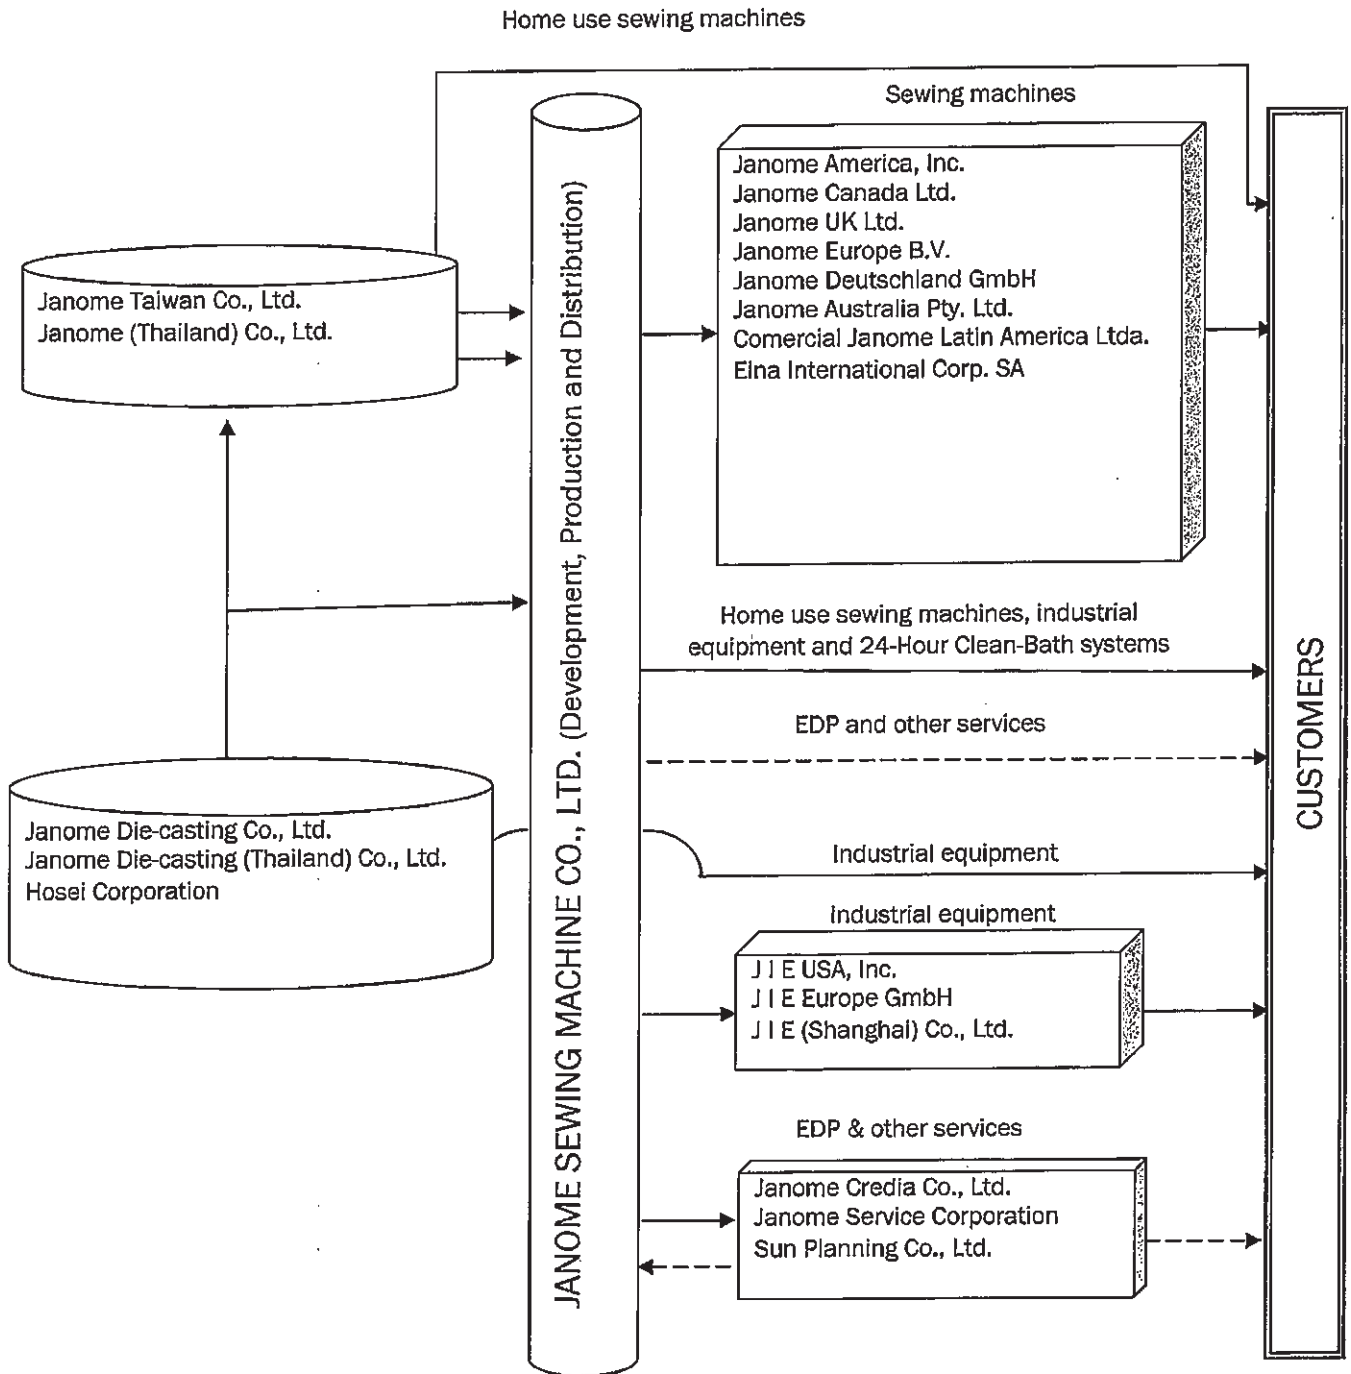 Home use sewing machines
Sewing machines
Janome America, Inc.
Janome Canada Ltd.
Janome UK Ltd.
Janome Europe B.V.
Janome Deutschland GmbH
Janome Australia Pty. Ltd.
Comercial Janome Latin America Ltda.
Elna International Corp. SA
Janome Taiwan Co., Ltd.
Janome (Thailand) Co., Ltd.
JANOME SEWING MACHINE CO., LTD. (Development, Production and Distribution)
Home use sewing machines, industrial
equipment and 24-Hour Clean-Bath systems
EDP and other services
CUSTOMERS
Janome Die-casting Co., Ltd.
Janome Die-casting (Thailand) Co., Ltd.
Hosei Corporation
Industrial equipment
Industrial equipment
J I E USA, Inc.
J I E Europe GmbH
J I E (Shanghai) Co., Ltd.
EDP & other services
Janome Credia Co., Ltd.
Janome Service Corporation
Sun Planning Co., Ltd.